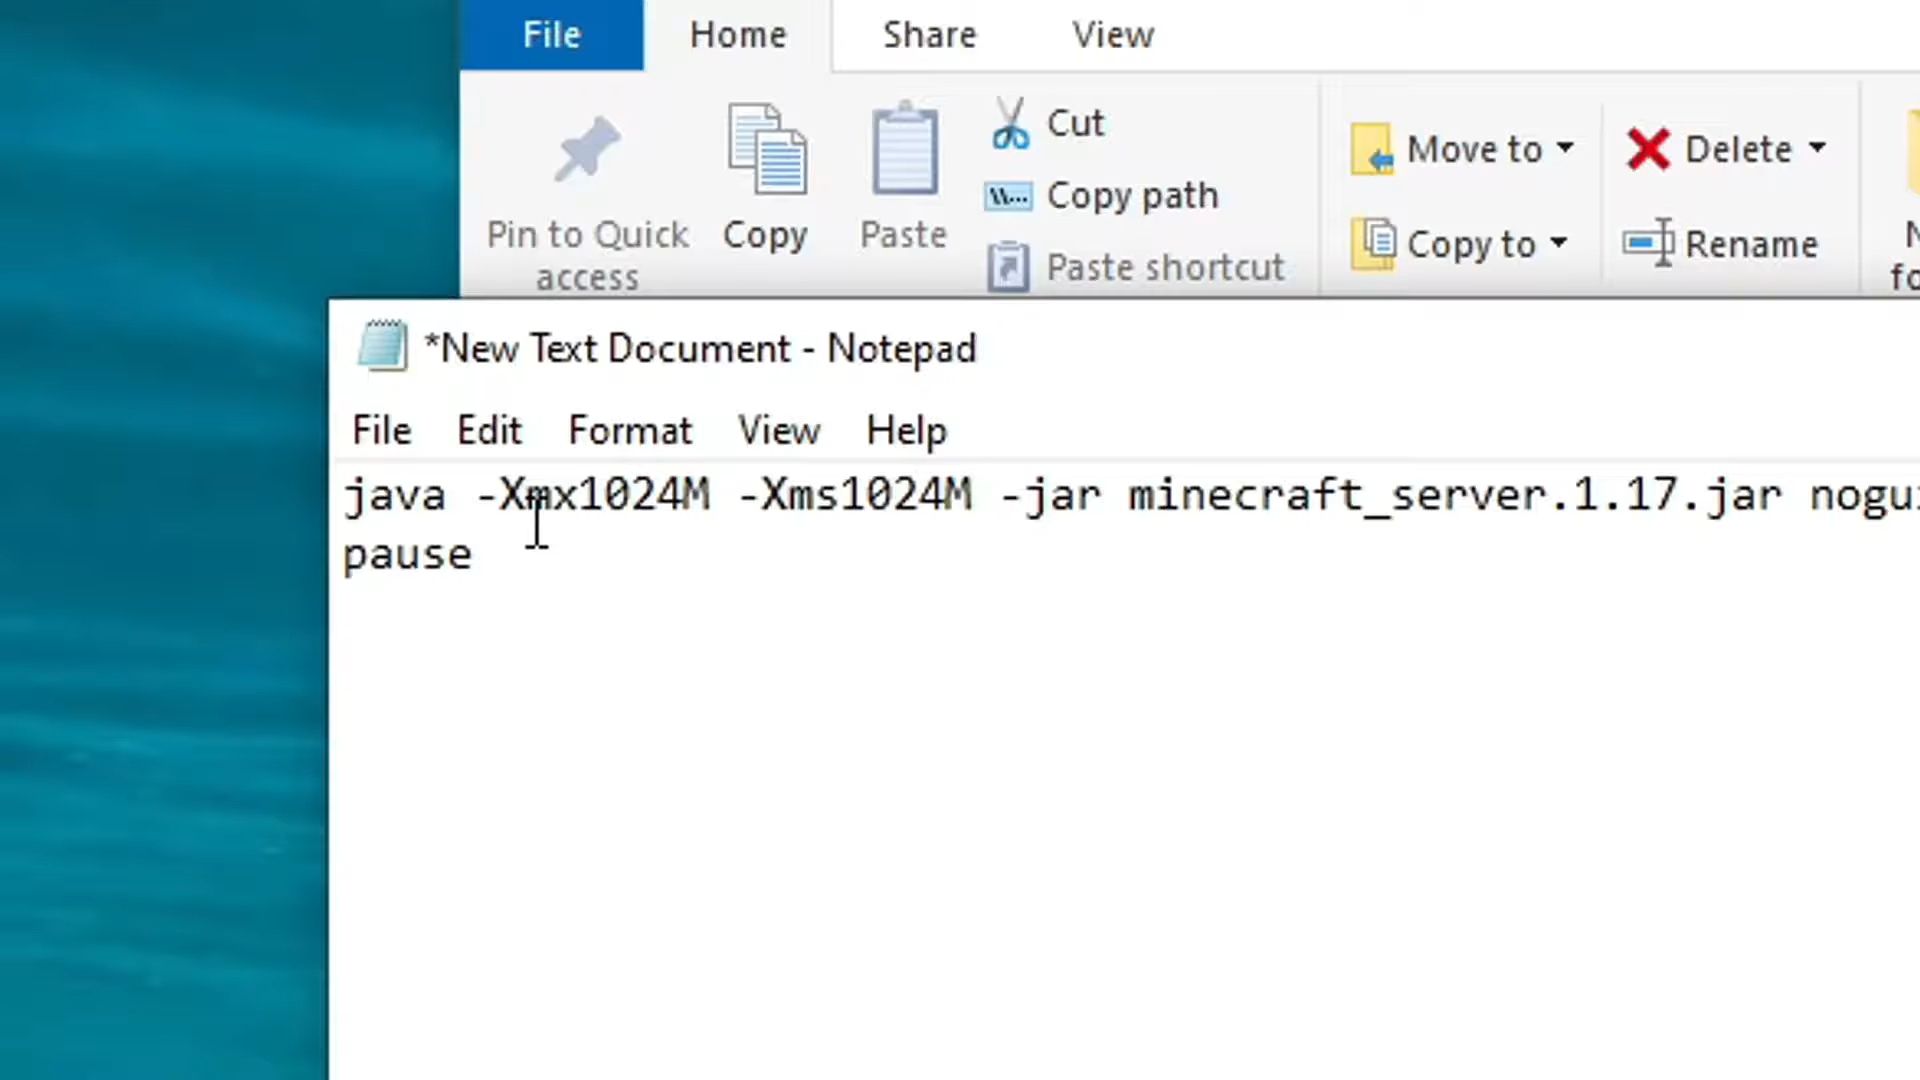 File Home Share View
Cut
Copy path
Move to
Delete
Pin to Quick access
Copy
Paste
Paste shortcut
Copy to
Rename
*New Text Document - Notepad
File Edit Format View Help
java -Xmx1024M -Xms1024M -jar minecraft_server.1.17.jar
pause